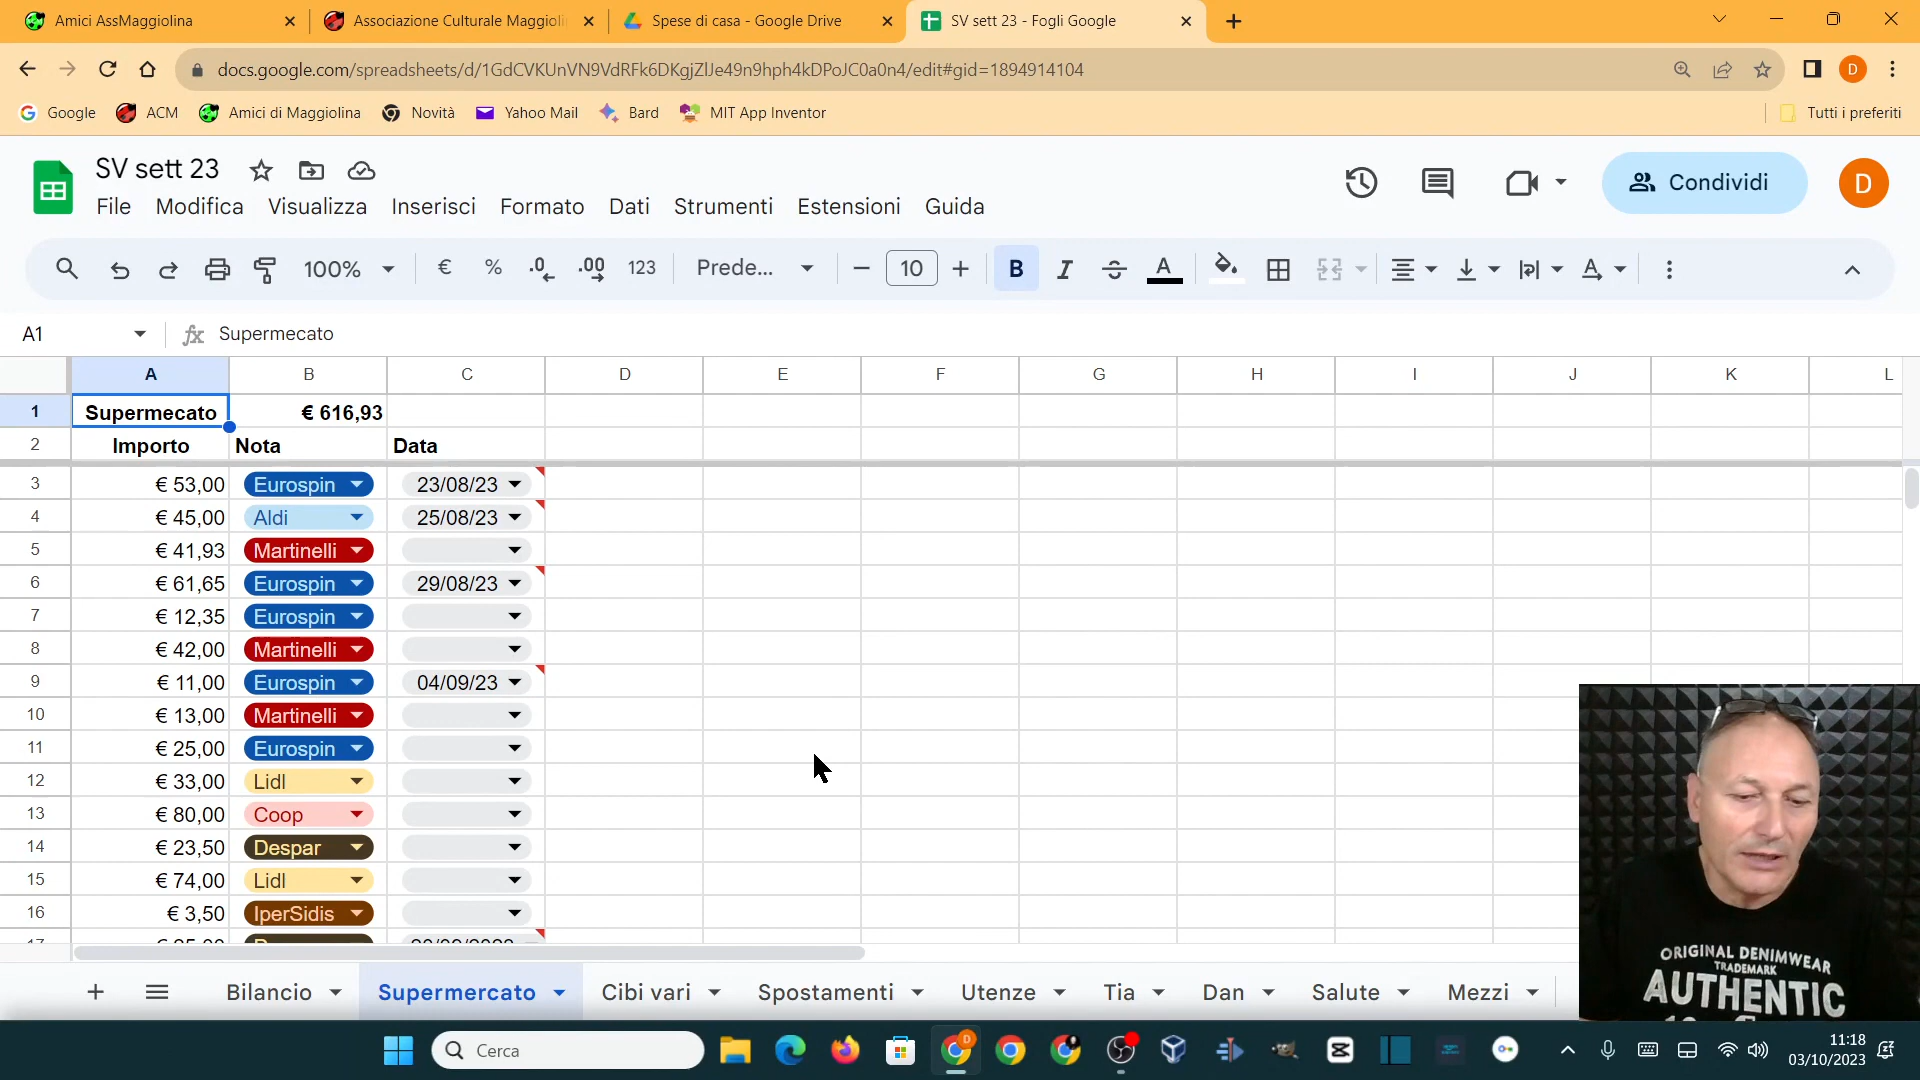 Amici AssMaggiolina
Associazione Culturale Maggioli
Spese di casa - Google Drive
SV sett 23 - Fogli Google
docs.google.com/spreadsheets/d/1GdCVKUnVN9VdRFk6DKgjZlJe49n9hph4kDPoJC0a0n4/edit#gid=1894914104
D
Google
ACM
Amici di Maggiolina
Novità
Yahoo Mail
Bard
MIT App Inventor
Tutti i preferiti
SV sett 23
File Modifica Visualizza Inserisci Formato Dati Strumenti Estensioni Guida
Condividi
D
100% € % .0 .00 123 Prede... 10 B I A
A1 fx Supermecato
A B C D E F G H I J K L
1 Supermecato € 616,93
2 Importo Nota Data
3 € 53,00 Eurospin 23/08/23
4 € 45,00 Aldi 25/08/23
5 € 41,93 Martinelli
6 € 61,65 Eurospin 29/08/23
7 € 12,35 Eurospin
8 € 42,00 Martinelli
9 € 11,00 Eurospin 04/09/23
10 € 13,00 Martinelli
11 € 25,00 Eurospin
12 € 33,00 Lidl
13 € 80,00 Coop
14 € 23,50 Despar
15 € 74,00 Lidl
16 € 3,50 IperSidis
17
ORIGINAL DENIMWEAR
TRADEMARK
AUTHENTIC
Bilancio Supermercato Cibi vari Spostamenti Utenze Tia Dan Salute Mezzi
Cerca
11:18
03/10/2023